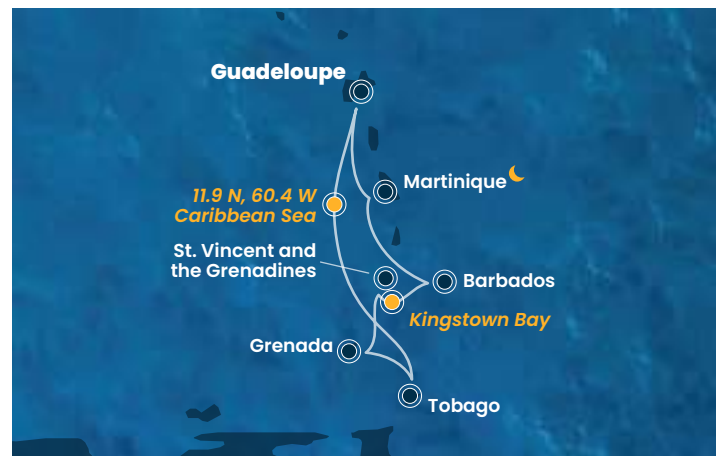 Guadeloupe
Martinique
11.9 N, 60.4 W
Caribbean Sea
St. Vincent and
the Grenadines
Barbados
Kingstown Bay
Grenada
Tobago